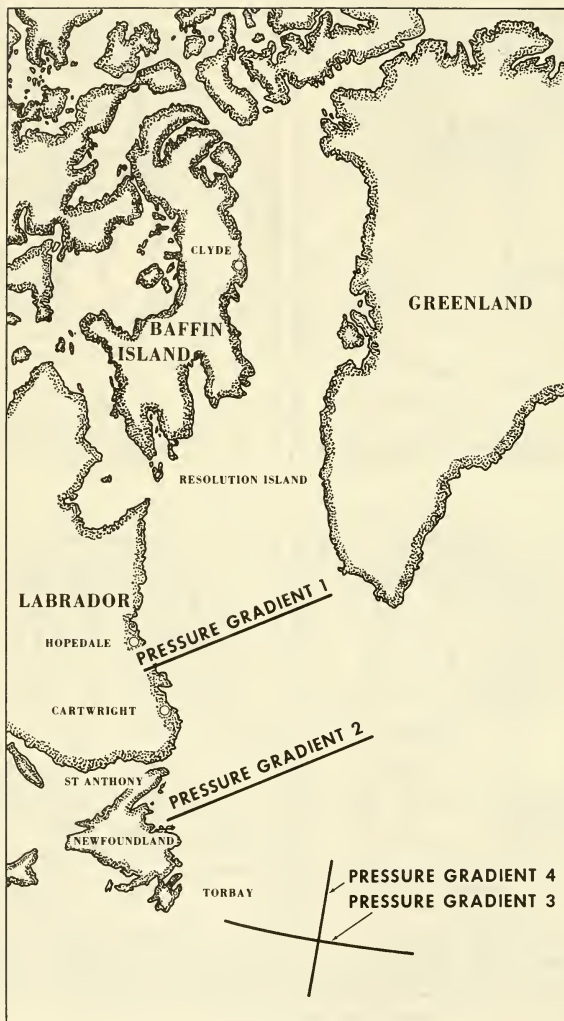 CLYDE
GREENLAND
BAFFIN
ISLAND
RESOLUTION ISLAND
LABRADOR
PRESSURE GRADIENT 1
HOPEDALE
CARTWRIGHT
PRESSURE GRADIENT 2
ST ANTHONY
NEWFOUNDLAND
TORBAY
PRESSURE GRADIENT 4
PRESSURE GRADIENT 3